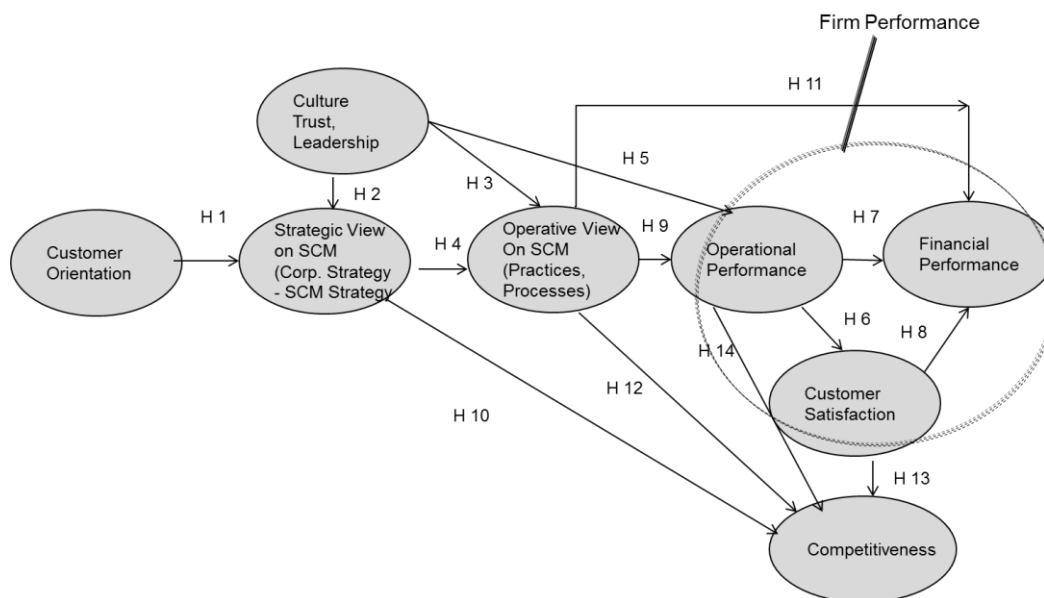 Firm Performance
H 11
Culture
Trust,
Leadership
H 5
H 3
H 2
H 1
Customer
Orientation
Strategic View
on SCM
(Corp. Strategy
- SCM Strategy
H 4
Operative View
On SCM
(Practices,
Processes)
H 9
Operational
Performance
H 7
Financial
Performance
H 6
H 8
H 14
H 12
H 10
Customer
Satisfaction
H 13
Competitiveness